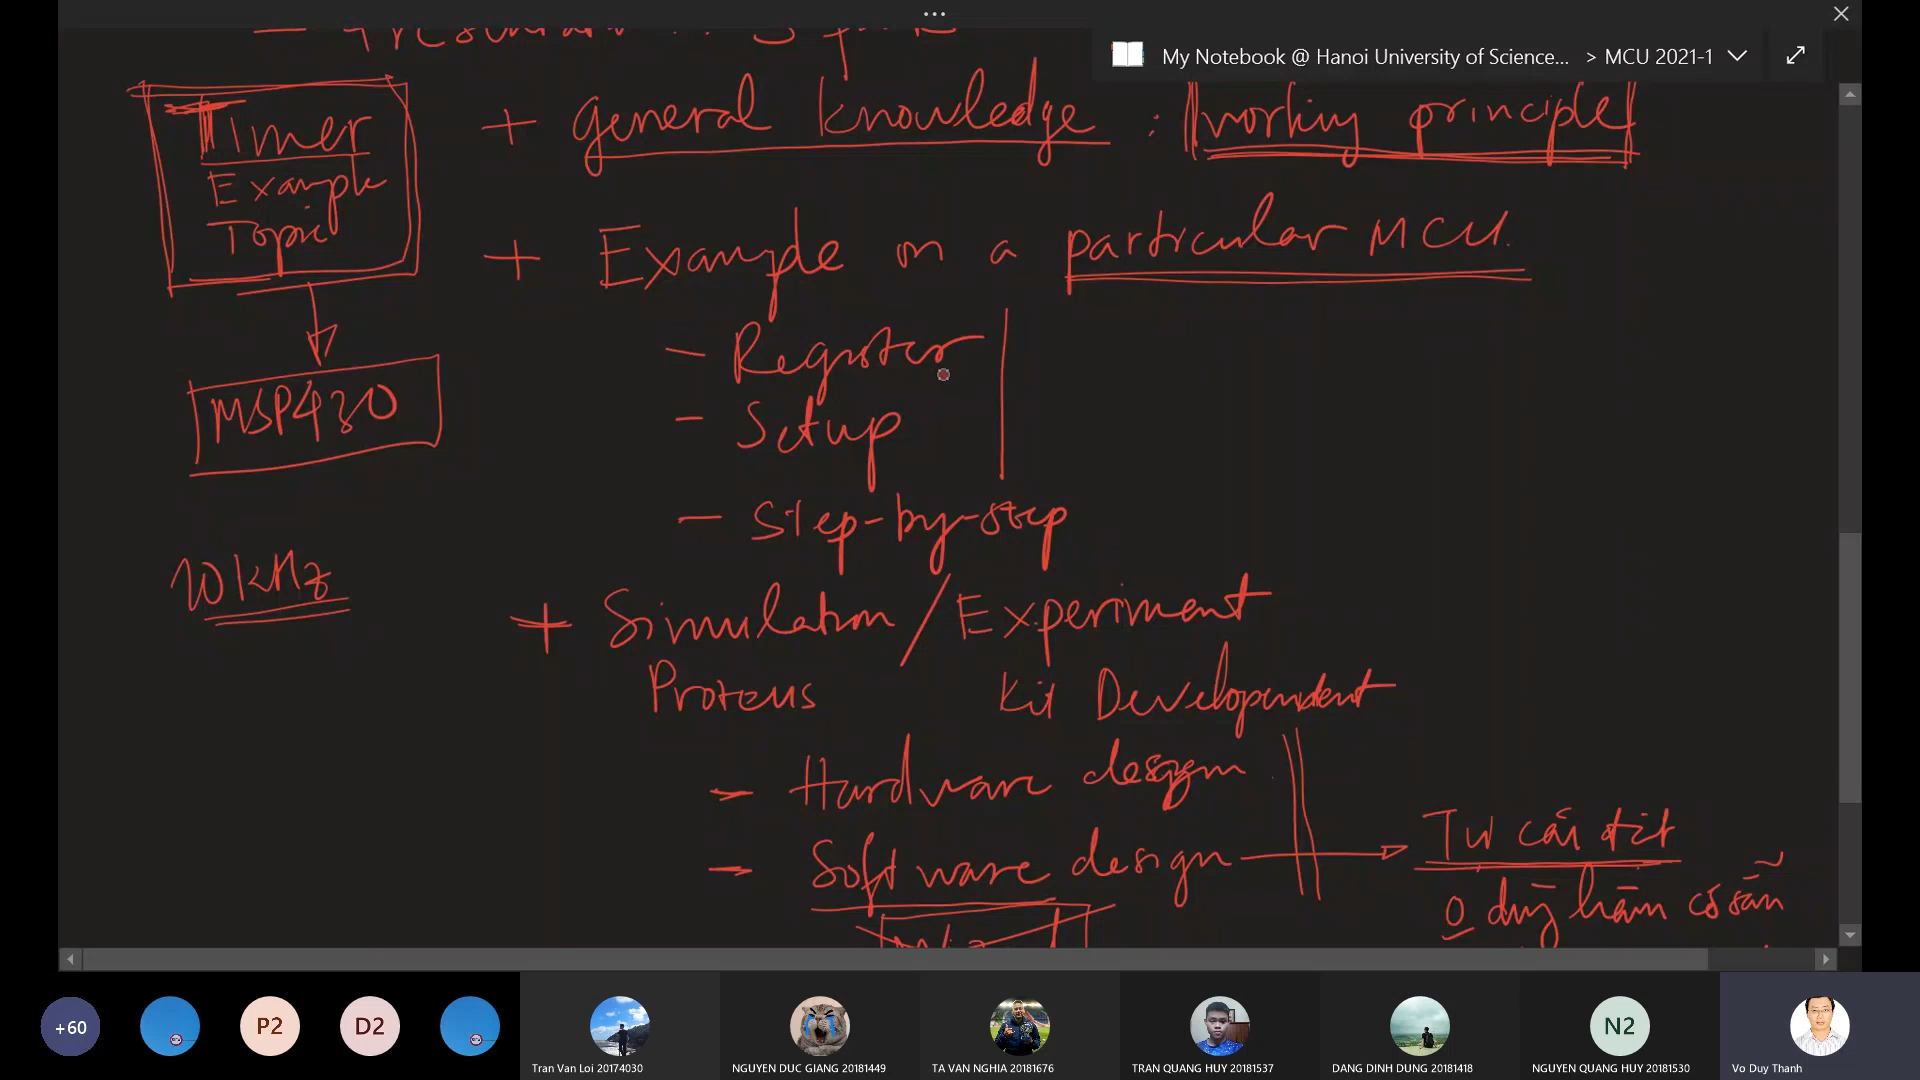 My Notebook @ Hanoi University of Science... > MCU 2021-1
Timer
Example
Topic
+ general knowledge : working principle
+ Example on a particular MCU.
- Register
MSP430
- Setup
- Step-by-step
10kHz
+ Simulation / Experiment
Proteus Kit Development
- Hardware design
- Software design
Tự cài đặt
0 dùng hàm có sẵn
+60
P2
D2
N2
Tran Van Loi 20174030
NGUYEN DUC GIANG 20181449
TA VAN NGHIA 20181676
TRAN QUANG HUY 20181537
DANG DINH DUNG 20181418
NGUYEN QUANG HUY 20181530
Vo Duy Thanh